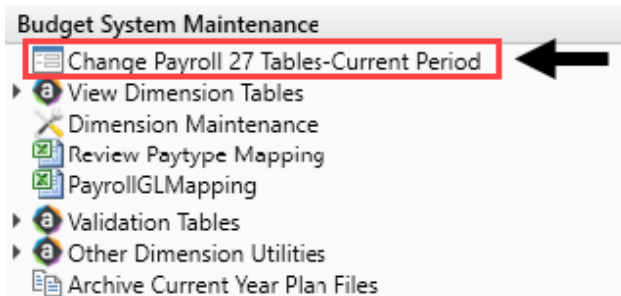 Budget System Maintenance
Change Payroll 27 Tables-Current Period
View Dimension Tables
Dimension Maintenance
Review Paytype Mapping
PayrollGLMapping
Validation Tables
Other Dimension Utilities
Archive Current Year Plan Files